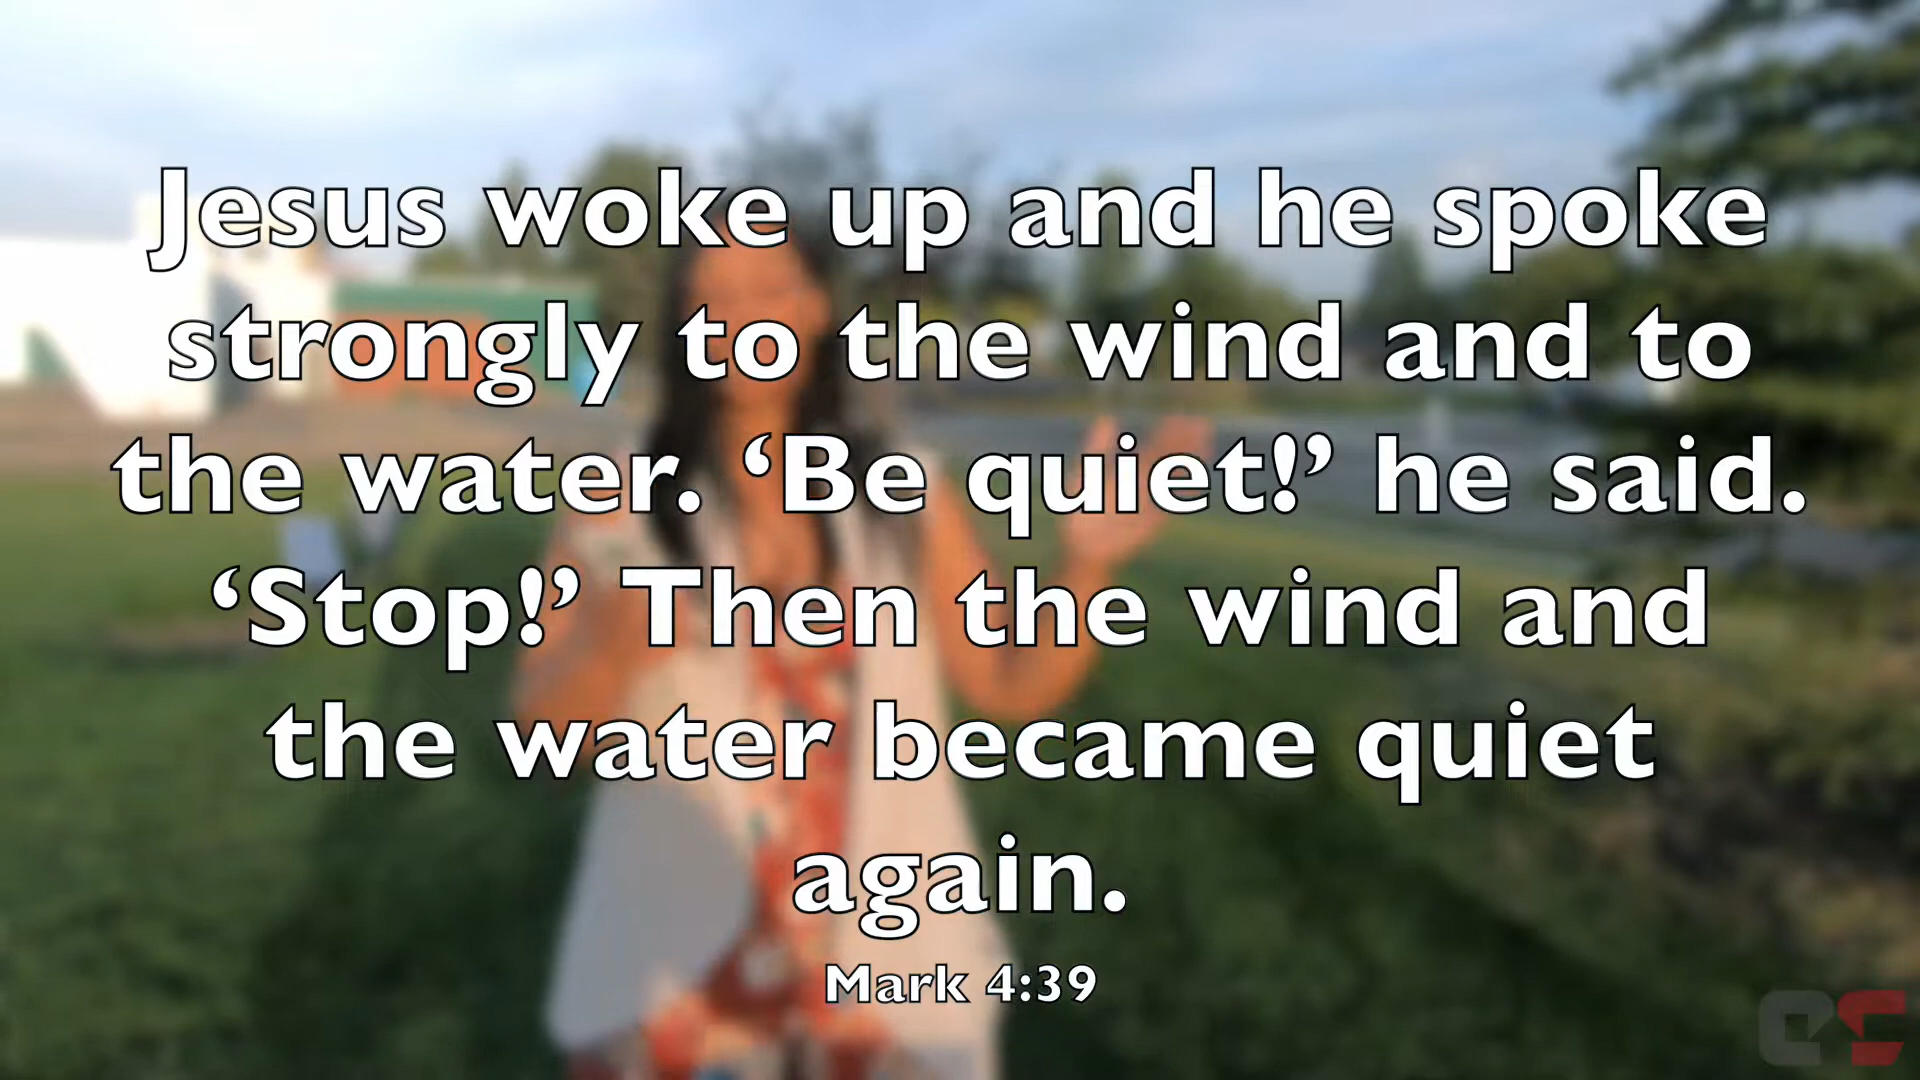 Jesus woke up and he spoke
strongly to the wind and to
the water. ‘Be quiet!’ he said.
‘Stop!’ Then the wind and
the water became quiet
again.
Mark 4:39
es